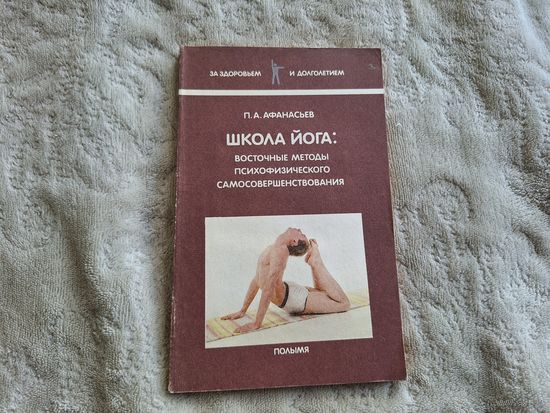 ЗА ЗДОРОВЬЕМ И ДОЛГОЛЕТИЕМ
П. А. АФАНАСЬЕВ
ШКОЛА ЙОГА:
ВОСТОЧНЫЕ МЕТОДЫ
ПСИХОФИЗИЧЕСКОГО
САМОСОВЕРШЕНСТВОВАНИЯ
ПОЛЫМЯ